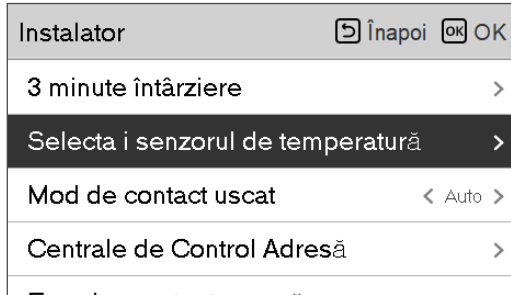 Instalator Înapoi OK OK
3 minute întârziere
Selecta i senzorul de temperatură
Mod de contact uscat < Auto >
Centrale de Control Adresă